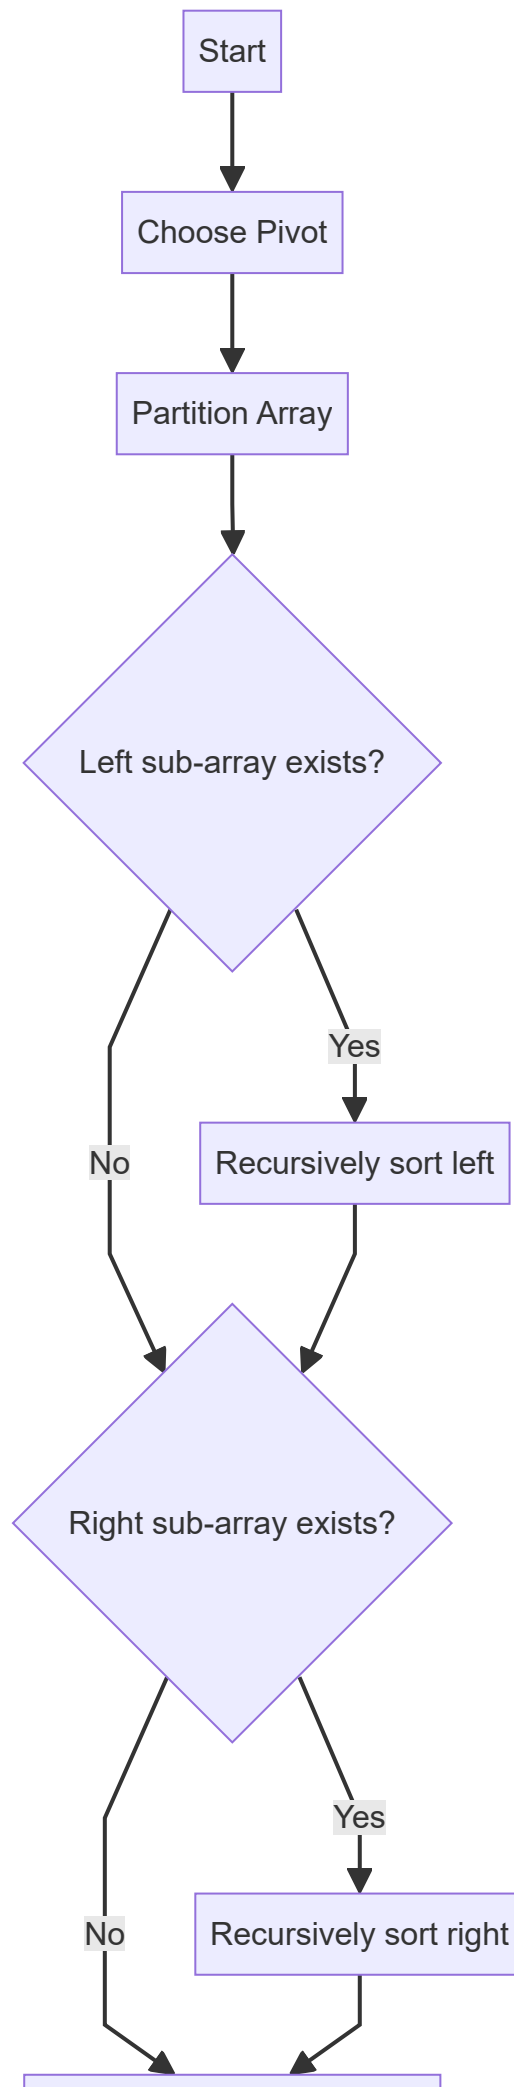 Start
Choose Pivot
Partition Array
Left sub-array exists?
Yes
No
Recursively sort left
Right sub-array exists?
Yes
No
Recursively sort right